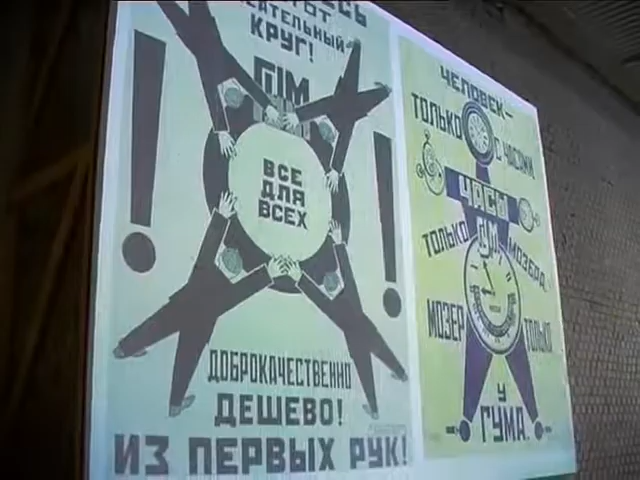 КРУГ!
ГУМ
ВСЕ
ДЛЯ
ВСЕХ
ДОБРОКАЧЕСТВЕННО
ДЕШЕВО!
ИЗ ПЕРВЫХ РУК!
ЧЕЛОВЕК—
ТОЛЬКО С ЧАСАМИ.
ЧАСЫ
ТОЛЬКО МОЗЕРА,
ГУМ
МОЗЕР ТОЛЬКО
У
ГУМА.